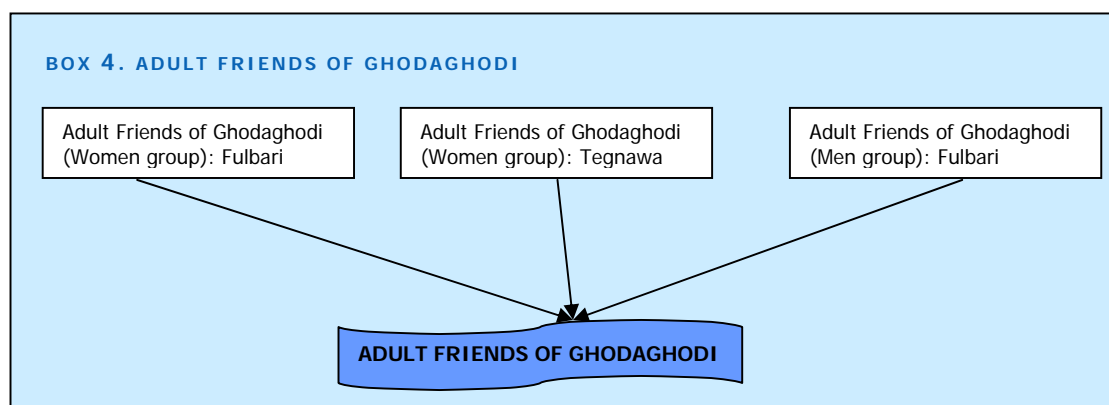 BOX 4. ADULT FRIENDS OF GHODAGHODI
Adult Friends of Ghodaghodi
(Women group): Fulbari
Adult Friends of Ghodaghodi
(Women group): Tegnawa
Adult Friends of Ghodaghodi
(Men group): Fulbari
ADULT FRIENDS OF GHODAGHODI